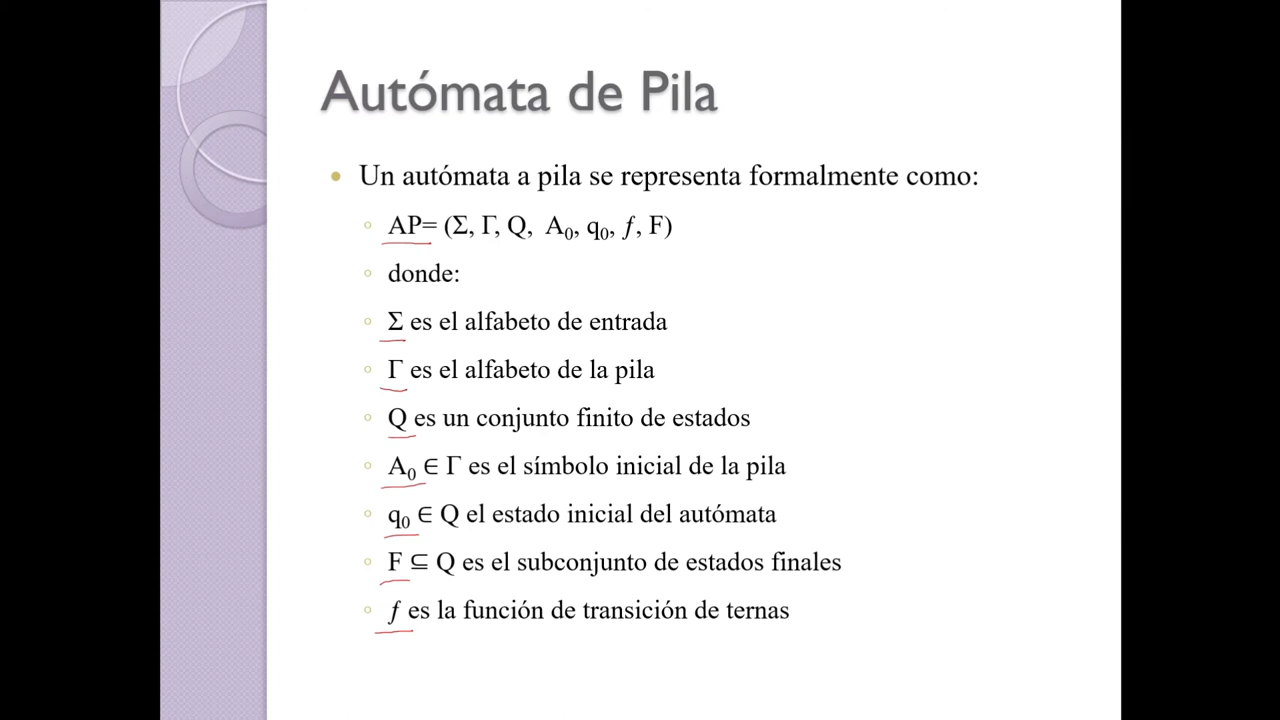 Autómata de Pila
Un autómata a pila se representa formalmente como:
AP= (Σ, Γ, Q, A₀, q₀, ƒ, F)
donde:
Σ es el alfabeto de entrada
Γ es el alfabeto de la pila
Q es un conjunto finito de estados
A₀ ∈ Γ es el símbolo inicial de la pila
q₀ ∈ Q el estado inicial del autómata
F ⊆ Q es el subconjunto de estados finales
ƒ es la función de transición de ternas